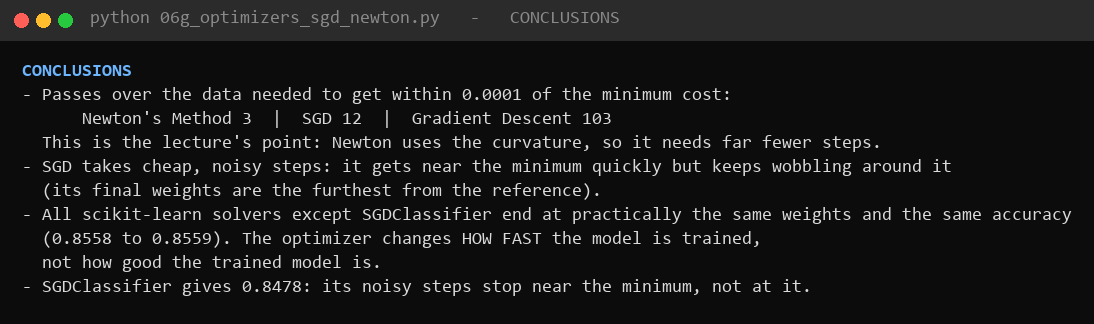 python 06g_optimizers_sgd_newton.py - CONCLUSIONS
CONCLUSIONS
- Passes over the data needed to get within 0.0001 of the minimum cost:
Newton's Method 3 | SGD 12 | Gradient Descent 103
This is the lecture's point: Newton uses the curvature, so it needs far fewer steps.
- SGD takes cheap, noisy steps: it gets near the minimum quickly but keeps wobbling around it
(its final weights are the furthest from the reference).
- All scikit-learn solvers except SGDClassifier end at practically the same weights and the same accuracy
(0.8558 to 0.8559). The optimizer changes HOW FAST the model is trained,
not how good the trained model is.
- SGDClassifier gives 0.8478: its noisy steps stop near the minimum, not at it.